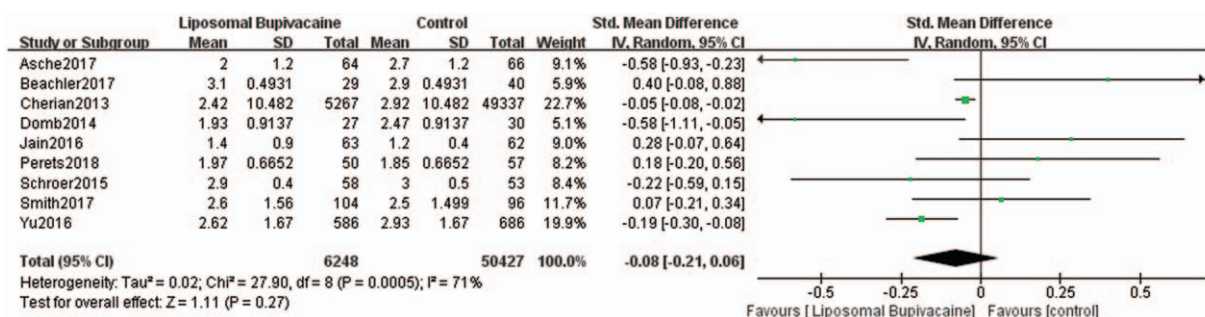 Liposomal Bupivacaine Control Std. Mean Difference Std. Mean Difference
Study or Subgroup Mean SD Total Mean SD Total Weight IV, Random, 95% CI IV, Random, 95% CI
Asche2017 2 1.2 64 2.7 1.2 66 9.1% -0.58 [-0.93, -0.23]
Beachler2017 3.1 0.4931 29 2.9 0.4931 40 5.9% 0.40 [-0.08, 0.88]
Cherian2013 2.42 10.482 5267 2.92 10.482 49337 22.7% -0.05 [-0.08, -0.02]
Domb2014 1.93 0.9137 27 2.47 0.9137 30 5.1% -0.58 [-1.11, -0.05]
Jain2016 1.4 0.9 63 1.2 0.4 62 9.0% 0.28 [-0.07, 0.64]
Perets2018 1.97 0.6652 50 1.85 0.6652 57 8.2% 0.18 [-0.20, 0.56]
Schroer2015 2.9 0.4 58 3 0.5 53 8.4% -0.22 [-0.59, 0.15]
Smith2017 2.6 1.56 104 2.5 1.499 96 11.7% 0.07 [-0.21, 0.34]
Yu2016 2.62 1.67 586 2.93 1.67 686 19.9% -0.19 [-0.30, -0.08]
Total (95% CI) 6248 50427 100.0% -0.08 [-0.21, 0.06]
Heterogeneity: Tau² = 0.02; Chi² = 27.90, df = 8 (P = 0.0005); I² = 71%
Test for overall effect: Z = 1.11 (P = 0.27)
-0.5 -0.25 0 0.25 0.5
Favours [ Liposomal Bupivacaine] Favours [control]